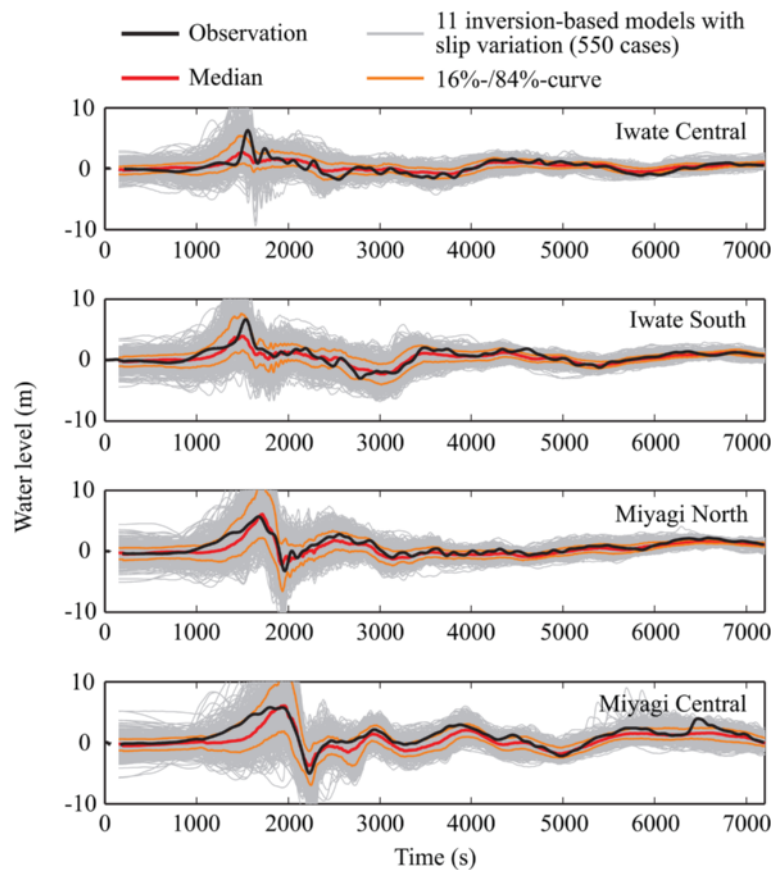 Observation
11 inversion-based models with
slip variation (550 cases)
Median
16%-/84%-curve
10
Iwate Central
0
-10
0 1000 2000 3000 4000 5000 6000 7000
10
Iwate South
0
-10
0 1000 2000 3000 4000 5000 6000 7000
Water level (m)
10
Miyagi North
0
-10
0 1000 2000 3000 4000 5000 6000 7000
10
Miyagi Central
0
-10
0 1000 2000 3000 4000 5000 6000 7000
Time (s)